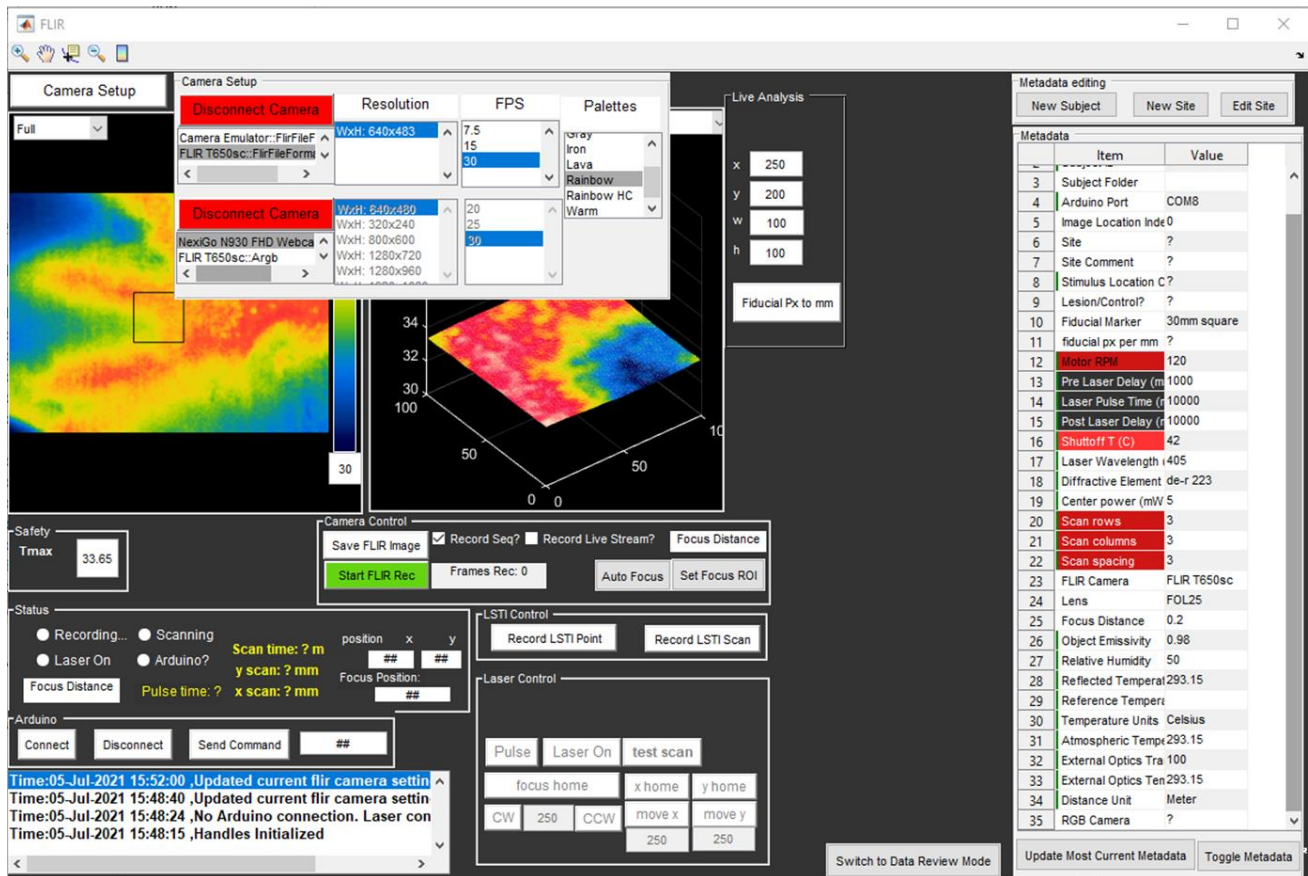 FLIR
Camera Setup
Full
Camera Setup
Disconnect Camera
Camera Emulator::FlirFileF
FLIR T650sc::FlirFileForma
Resolution
WxH: 640x483
FPS
7.5
15
30
Palettes
Gray
Iron
Lava
Rainbow
Rainbow HC
Warm
Disconnect Camera
NexiGo N930 FHD Webca
FLIR T650sc::Argb
WxH: 640x480
WxH: 320x240
WxH: 800x600
WxH: 1280x720
WxH: 1280x960
20
25
30
30
34
32
30
100
50
0
0
50
10
Live Analysis
x 250
y 200
w 100
h 100
Fiducial Px to mm
Safety
Tmax 33.65
Camera Control
Save FLIR Image
Record Seq?
Record Live Stream?
Focus Distance
Start FLIR Rec
Frames Rec: 0
Auto Focus
Set Focus ROI
Status
Recording...
Scanning
Laser On
Arduino?
Focus Distance
Pulse time: ?
Scan time: ? m
y scan: ? mm
x scan: ? mm
position x y
## ##
Focus Position:
##
LSTI Control
Record LSTI Point
Record LSTI Scan
Arduino
Connect
Disconnect
Send Command
##
Time:05-Jul-2021 15:52:00 ,Updated current flir camera settin
Time:05-Jul-2021 15:48:40 ,Updated current flir camera settin
Time:05-Jul-2021 15:48:24 ,No Arduino connection. Laser con
Time:05-Jul-2021 15:48:15 ,Handles Initialized
Laser Control
Pulse
Laser On
test scan
focus home
x home
y home
CW
250
CCW
move x
move y
250
250
Switch to Data Review Mode
Metadata editing
New Subject
New Site
Edit Site
Metadata
Item Value
3 Subject Folder
4 Arduino Port COM8
5 Image Location Inde 0
6 Site ?
7 Site Comment ?
8 Stimulus Location C ?
9 Lesion/Control? ?
10 Fiducial Marker 30mm square
11 fiducial px per mm ?
12 Motor RPM 120
13 Pre Laser Delay (m 1000
14 Laser Pulse Time (r 10000
15 Post Laser Delay (r 10000
16 Shuttoff T (C) 42
17 Laser Wavelength ( 405
18 Diffractive Element de-r 223
19 Center power (mW 5
20 Scan rows 3
21 Scan columns 3
22 Scan spacing 3
23 FLIR Camera FLIR T650sc
24 Lens FOL25
25 Focus Distance 0.2
26 Object Emissivity 0.98
27 Relative Humidity 50
28 Reflected Temperat 293.15
29 Reference Tempera
30 Temperature Units Celsius
31 Atmospheric Tempe 293.15
32 External Optics Tra 100
33 External Optics Ten 293.15
34 Distance Unit Meter
35 RGB Camera ?
Update Most Current Metadata
Toggle Metadata